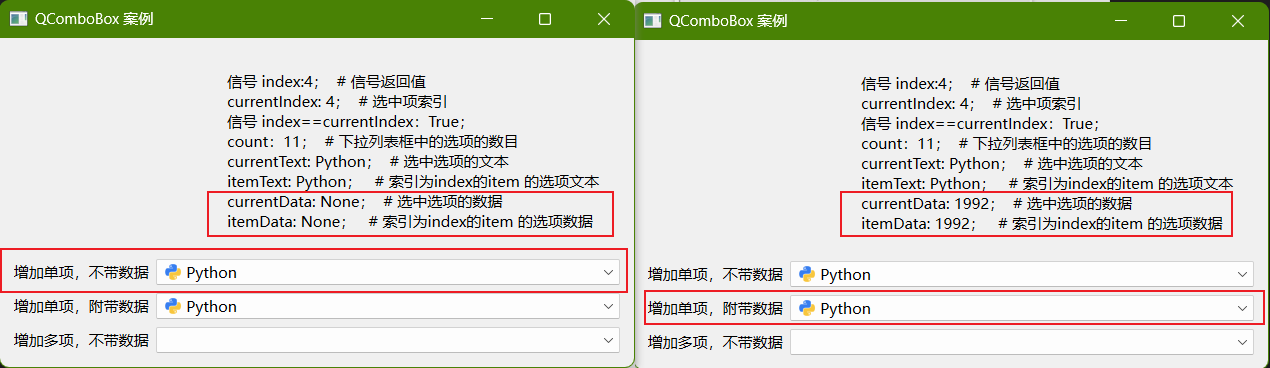 QComboBox 案例
信号 index:4； # 信号返回值
currentIndex: 4； # 选中项索引
信号 index==currentIndex：True；
count：11； # 下拉列表框中的选项的数目
currentText: Python； # 选中选项的文本
itemText: Python； # 索引为index的item 的选项文本
currentData: None； # 选中选项的数据
itemData: None； # 索引为index的item 的选项数据
增加单项，不带数据 Python
增加单项，附带数据 Python
增加多项，不带数据
QComboBox 案例
信号 index:4； # 信号返回值
currentIndex: 4； # 选中项索引
信号 index==currentIndex：True；
count：11； # 下拉列表框中的选项的数目
currentText: Python； # 选中选项的文本
itemText: Python； # 索引为index的item 的选项文本
currentData: 1992； # 选中选项的数据
itemData: 1992； # 索引为index的item 的选项数据
增加单项，不带数据 Python
增加单项，附带数据 Python
增加多项，不带数据